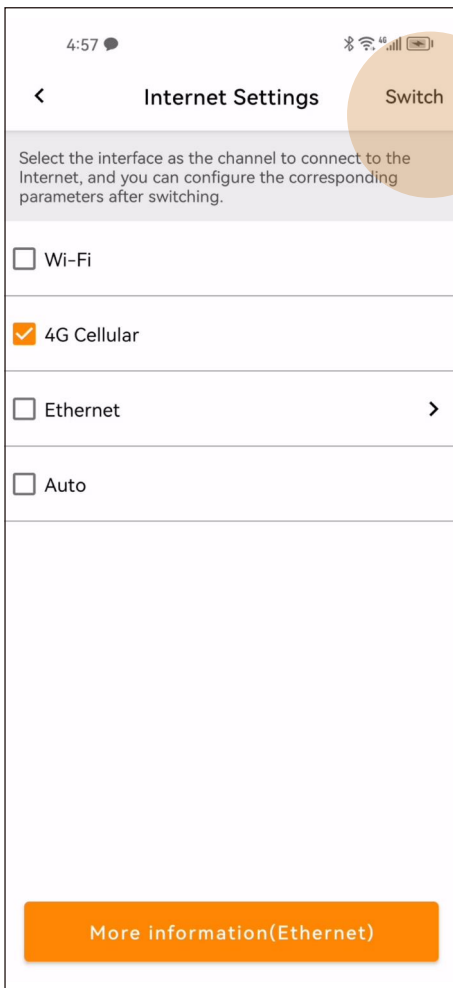 4:57
4G
Internet Settings
Switch
Select the interface as the channel to connect to the
Internet, and you can configure the corresponding
parameters after switching.
Wi-Fi
4G Cellular
Ethernet
Auto
More information(Ethernet)